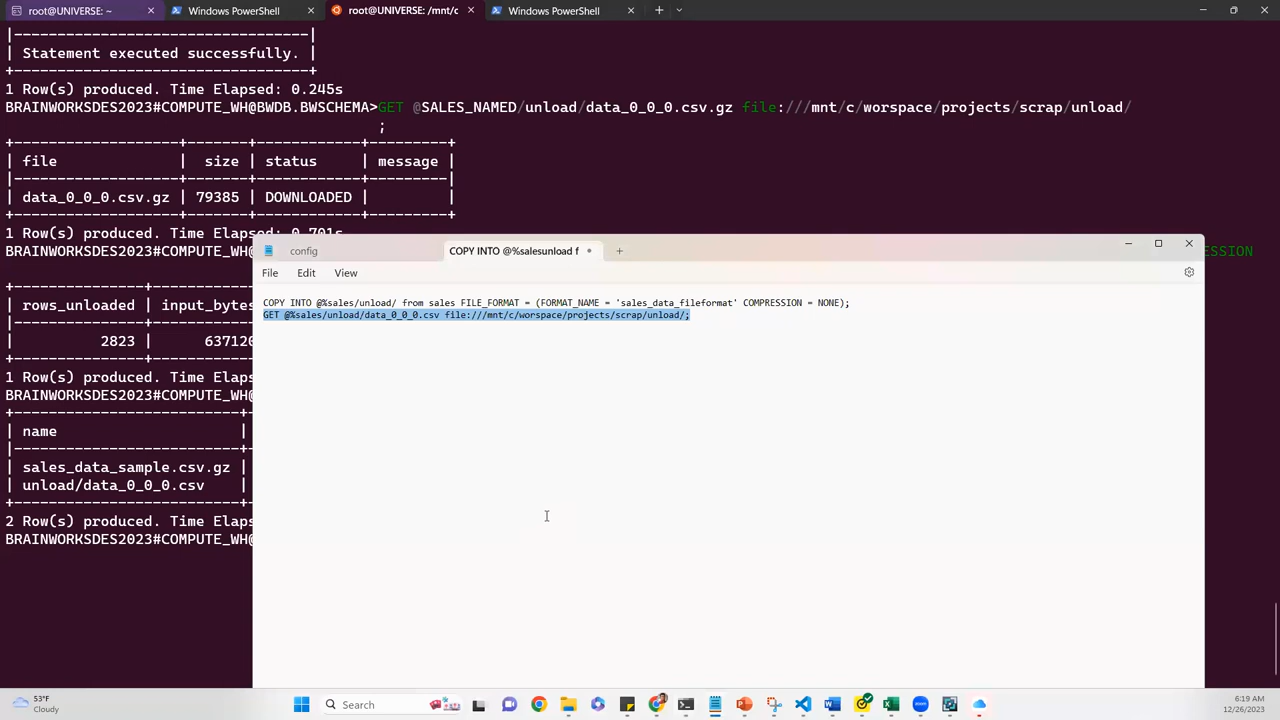 root@UNIVERSE: ~
Windows PowerShell
root@UNIVERSE: /mnt/c
Windows PowerShell
|---------------------------------|
| Statement executed successfully. |
+---------------------------------+
1 Row(s) produced. Time Elapsed: 0.245s
BRAINWORKSDES2023#COMPUTE_WH@BWDB.BWSCHEMA>GET @SALES_NAMED/unload/data_0_0_0.csv.gz file:///mnt/c/worspace/projects/scrap/unload/
;
| file | size | status | message |
| data_0_0_0.csv.gz | 79385 | DOWNLOADED | |
1 Row(s) produced. Time Elapsed: 0.701s
BRAINWORKSDES2023#COMPUTE_WH@
ESSION
| rows_unloaded | input_bytes
| 2823 | 637120
1 Row(s) produced. Time Elaps
BRAINWORKSDES2023#COMPUTE_WH@
| name |
| sales_data_sample.csv.gz |
| unload/data_0_0_0.csv |
2 Row(s) produced. Time Elaps
BRAINWORKSDES2023#COMPUTE_WH@
config
COPY INTO @%salesunload f
File Edit View
COPY INTO @%sales/unload/ from sales FILE_FORMAT = (FORMAT_NAME = 'sales_data_fileformat' COMPRESSION = NONE);
GET @%sales/unload/data_0_0_0.csv file:///mnt/c/worspace/projects/scrap/unload/;
53°F
Cloudy
Search
6:19 AM
12/26/2023